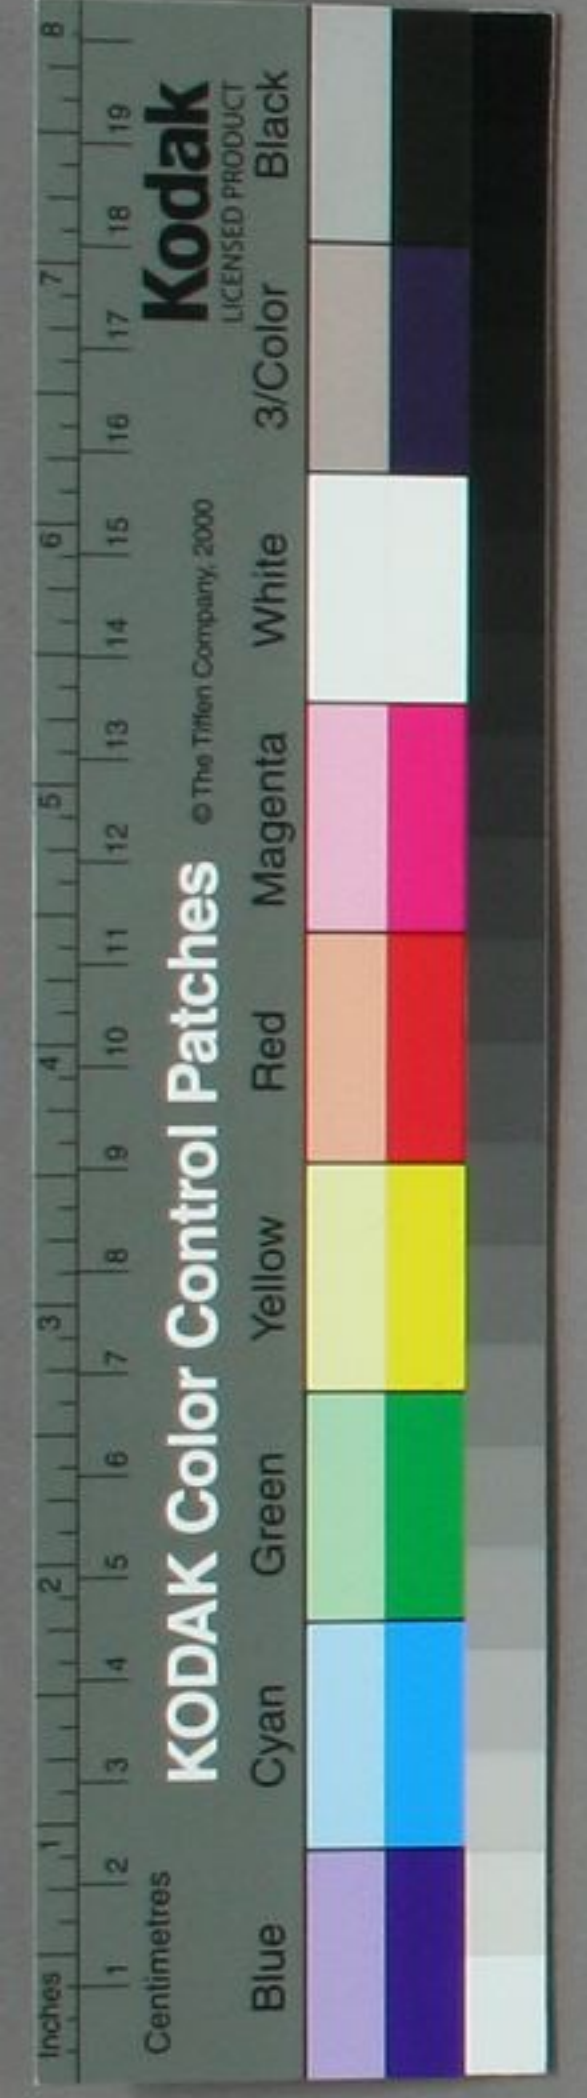 Inches 1 2 3 4 5 6 7 8
1 2 3 4 5 6 7 8 9 10 11 12 13 14 15 16 17 18 19
Centimetres
KODAK Color Control Patches © The Tiffen Company, 2000
Kodak
LICENSED PRODUCT
Blue Cyan Green Yellow Red Magenta White 3/Color Black